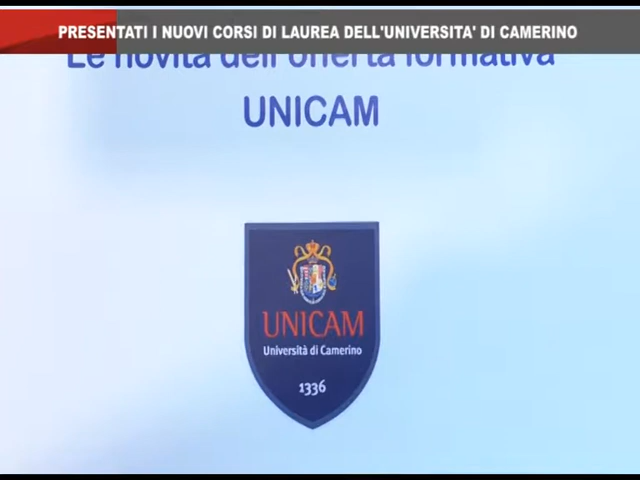 PRESENTATI I NUOVI CORSI DI LAUREA DELL'UNIVERSITA' DI CAMERINO
Le novità dell'offerta formativa
UNICAM
UNICAM
Università di Camerino
1336